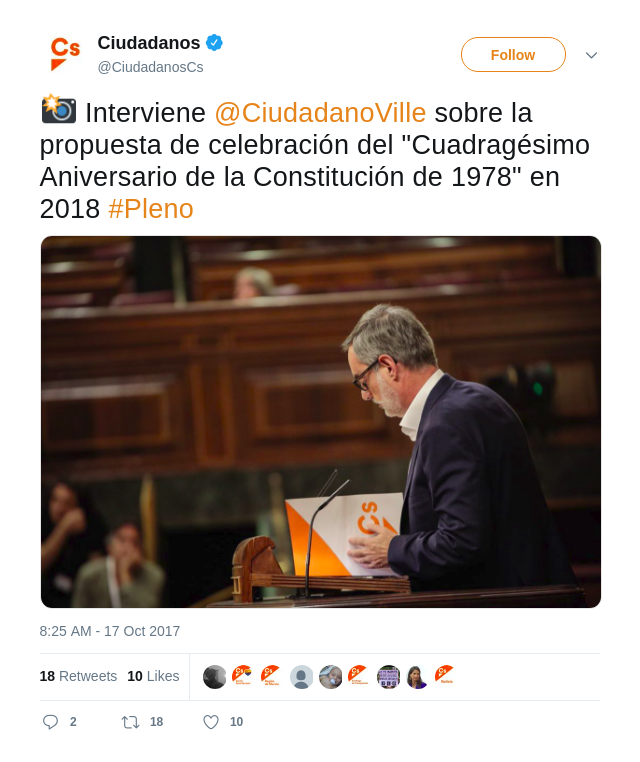 Cs
Ciudadanos
@CiudadanosCs
Follow
Interviene @CiudadanoVille sobre la
propuesta de celebración del "Cuadragésimo
Aniversario de la Constitución de 1978" en
2018 #Pleno
Cs
8:25 AM - 17 Oct 2017
18 Retweets 10 Likes
2 18 10